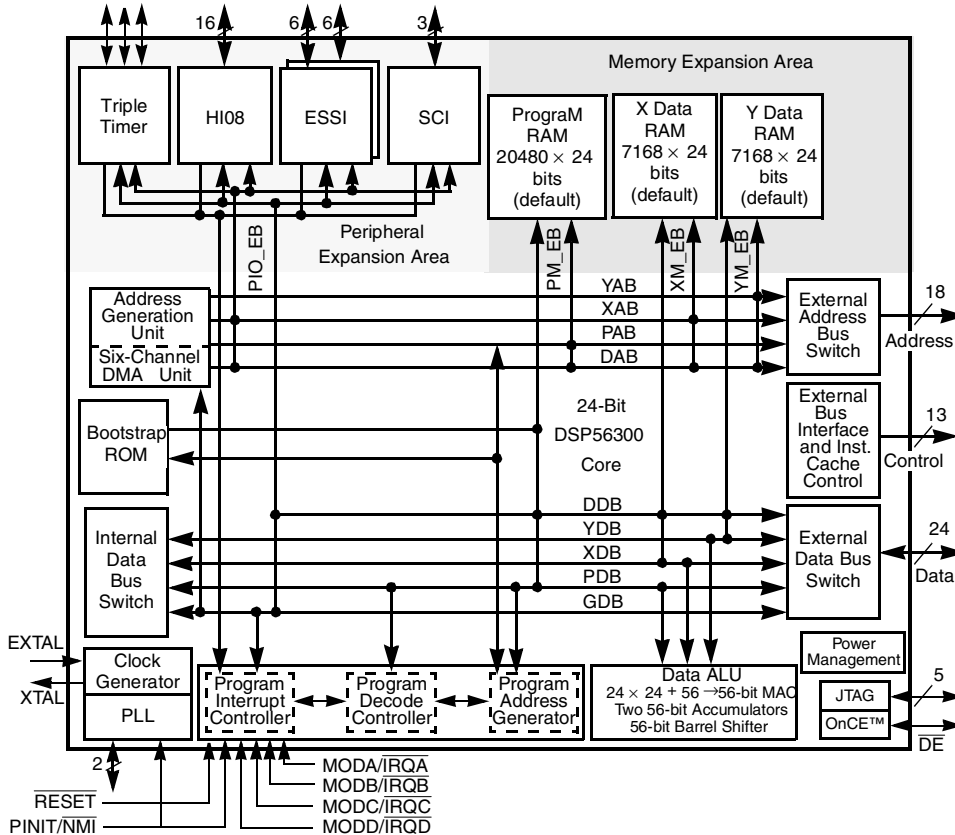 16
6
6
3
Memory Expansion Area
Triple
Timer
HI08
ESSI
SCI
PrograM
RAM
20480 × 24
bits
(default)
X Data
RAM
7168 × 24
bits
(default)
Y Data
RAM
7168 × 24
bits
(default)
Peripheral
Expansion Area
PIO_EB
PM_EB
XM_EB
YM_EB
Address
Generation
Unit
Six-Channel
DMA Unit
YAB
XAB
PAB
DAB
External
Address
Bus
Switch
18
Address
Bootstrap
ROM
24-Bit
DSP56300
Core
External
Bus
Interface
and Inst.
Cache
Control
13
Control
Internal
Data
Bus
Switch
DDB
YDB
XDB
PDB
GDB
External
Data Bus
Switch
24
Data
EXTAL
XTAL
Clock
Generator
PLL
2
Program
Interrupt
Controller
Program
Decode
Controller
Program
Address
Generator
Data ALU
24 × 24 + 56 →56-bit MAC
Two 56-bit Accumulators
56-bit Barrel Shifter
Power
Management
JTAG
OnCE™
5
DE
RESET
PINIT/NMI
MODA/IRQA
MODB/IRQB
MODC/IRQC
MODD/IRQD